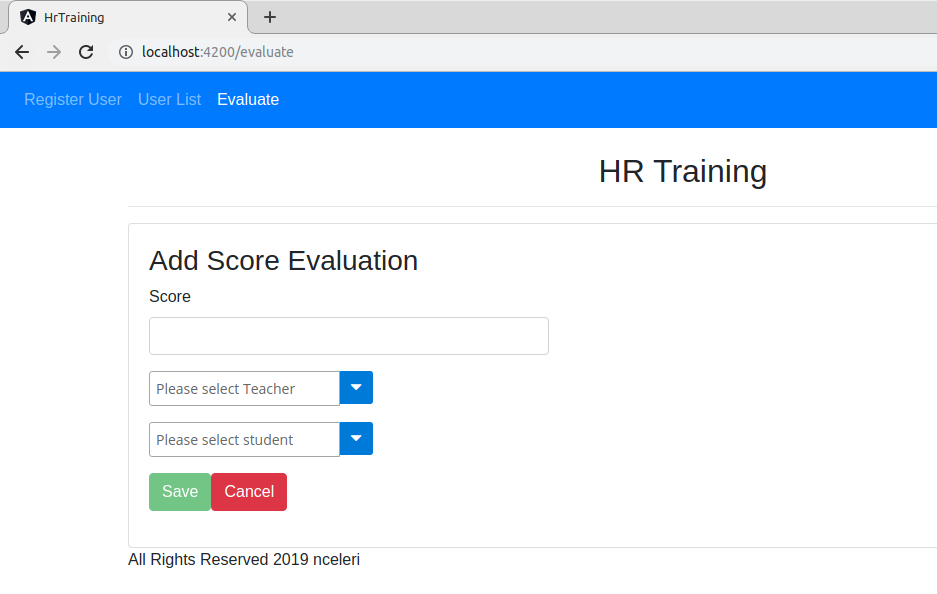 HrTraining
localhost:4200/evaluate
Register User User List Evaluate
HR Training
Add Score Evaluation
Score
Please select Teacher
Please select student
Save Cancel
All Rights Reserved 2019 nceleri